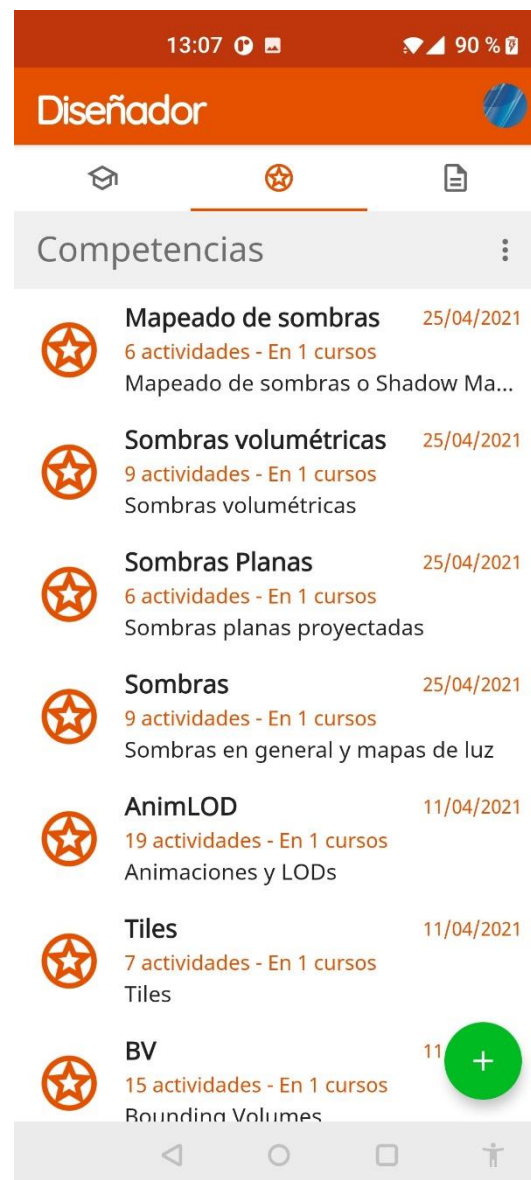 13:07 90 %
Diseñador
Competencias
Mapeado de sombras 25/04/2021
6 actividades - En 1 cursos
Mapeado de sombras o Shadow Ma...
Sombras volumétricas 25/04/2021
9 actividades - En 1 cursos
Sombras volumétricas
Sombras Planas 25/04/2021
6 actividades - En 1 cursos
Sombras planas proyectadas
Sombras 25/04/2021
9 actividades - En 1 cursos
Sombras en general y mapas de luz
AnimLOD 11/04/2021
19 actividades - En 1 cursos
Animaciones y LODs
Tiles 11/04/2021
7 actividades - En 1 cursos
Tiles
BV 11
15 actividades - En 1 cursos
Bounding Volumes